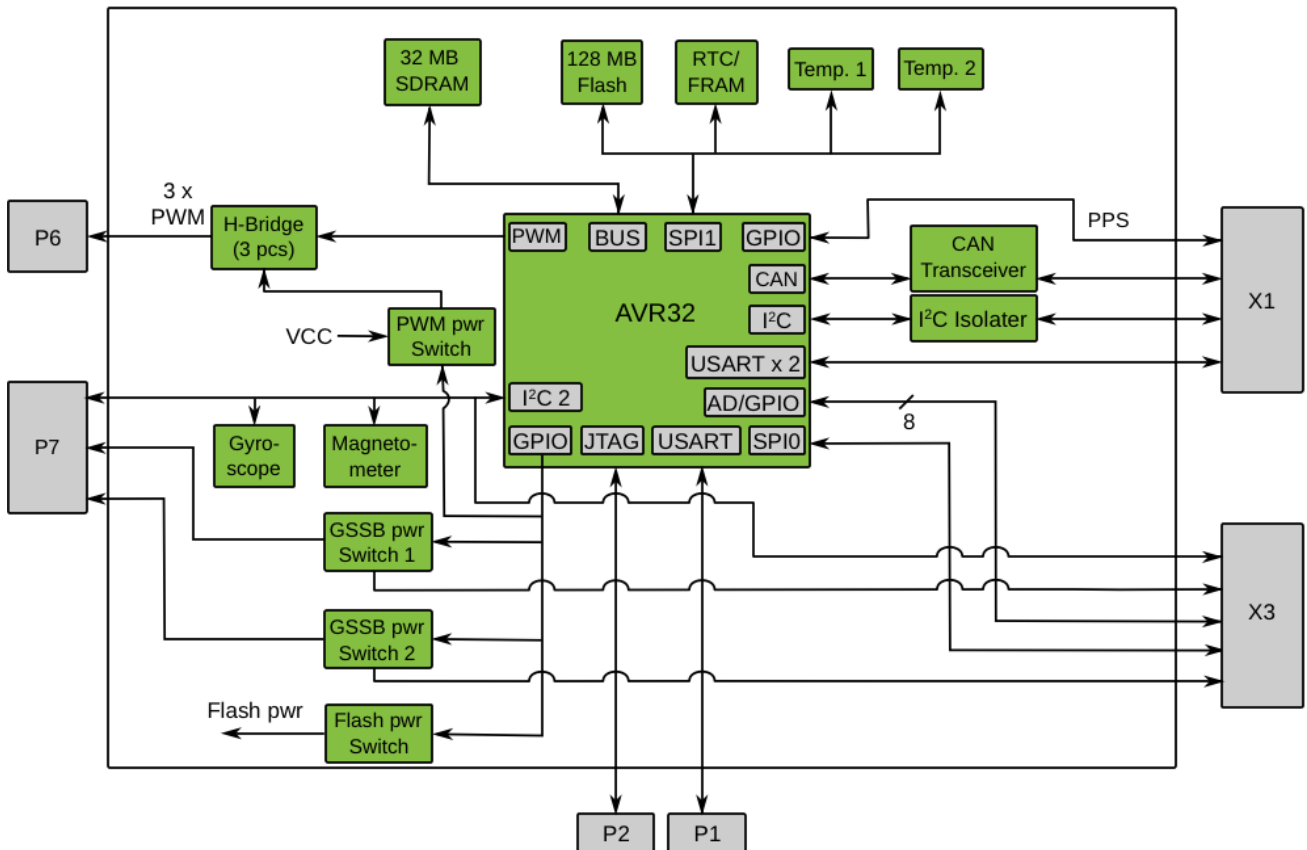 32 MB
SDRAM
128 MB
Flash
RTC/
FRAM
Temp. 1
Temp. 2
3 x
PWM
P6
H-Bridge
(3 pcs)
PWM
BUS
SPI1
GPIO
PPS
CAN
Transceiver
X1
CAN
AVR32
I²C
I²C Isolater
VCC
PWM pwr
Switch
USART x 2
I²C 2
AD/GPIO
8
P7
Gyro-
scope
Magneto-
meter
GPIO
JTAG
USART
SPI0
GSSB pwr
Switch 1
X3
GSSB pwr
Switch 2
Flash pwr
Flash pwr
Switch
P2
P1